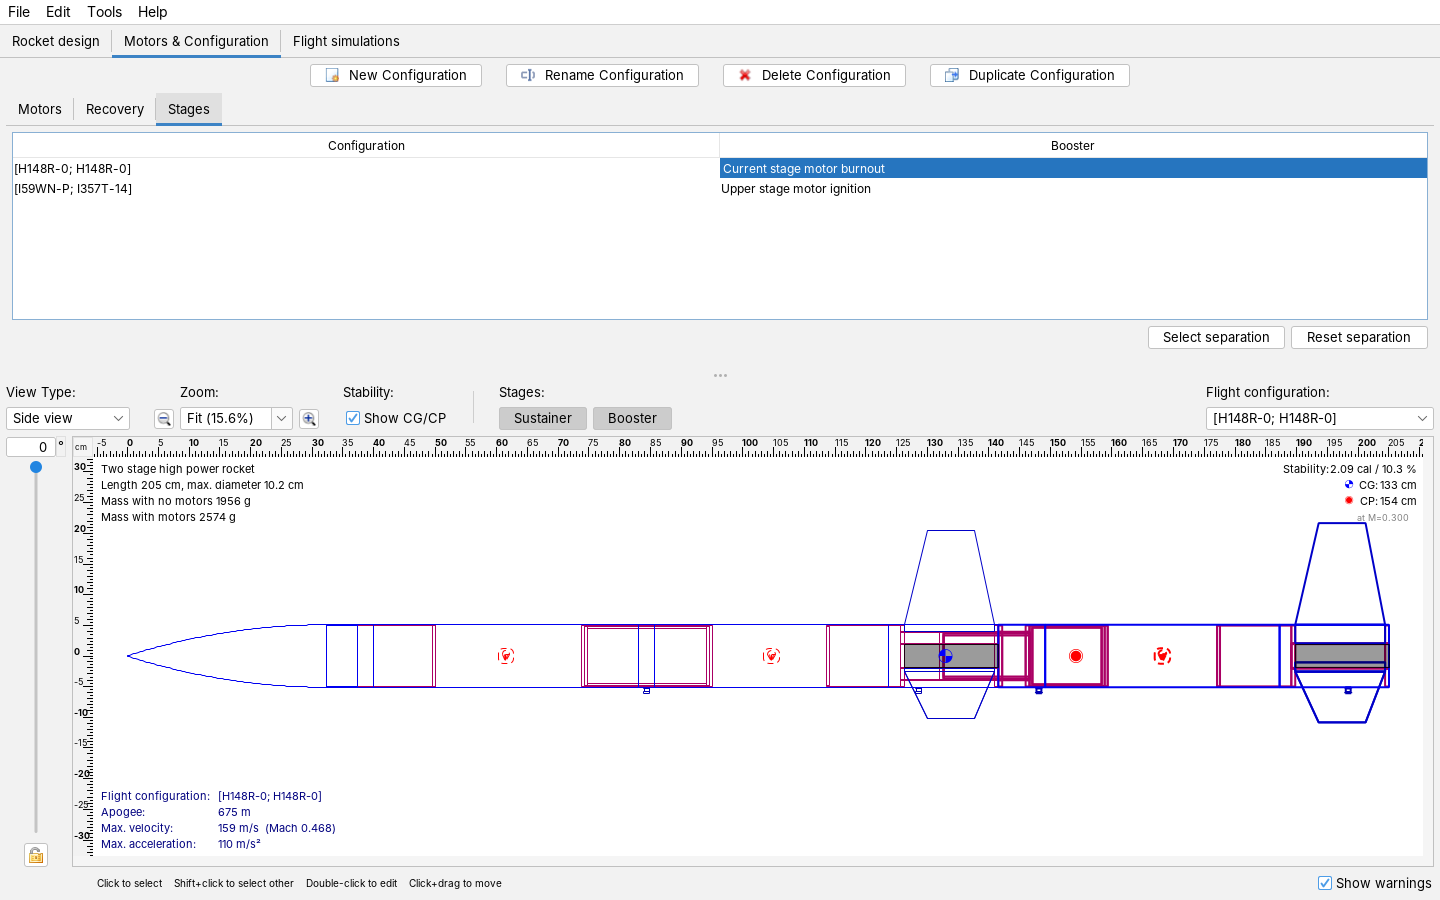 File Edit Tools Help
Rocket design Motors & Configuration Flight simulations
New Configuration Rename Configuration Delete Configuration Duplicate Configuration
Motors Recovery Stages
Configuration Booster
[H148R-0; H148R-0] Current stage motor burnout
[I59WN-P; I357T-14] Upper stage motor ignition
Select separation Reset separation
View Type: Zoom: Stability: Stages: Flight configuration:
Side view Fit (15.6%) Show CG/CP Sustainer Booster [H148R-0; H148R-0]
0 °
cm -5 0 5 10 15 20 25 30 35 40 45 50 55 60 65 70 75 80 85 90 95 100 105 110 115 120 125 130 135 140 145 150 155 160 165 170 175 180 185 190 195 200 205
30
25
20
15
10
5
0
-5
-10
-15
-20
-25
-30
Two stage high power rocket
Length 205 cm, max. diameter 10.2 cm
Mass with no motors 1956 g
Mass with motors 2574 g
Stability: 2.09 cal / 10.3 %
CG: 133 cm
CP: 154 cm
at M=0.300
Flight configuration: [H148R-0; H148R-0]
Apogee: 675 m
Max. velocity: 159 m/s (Mach 0.468)
Max. acceleration: 110 m/s²
Click to select Shift+click to select other Double-click to edit Click+drag to move
Show warnings